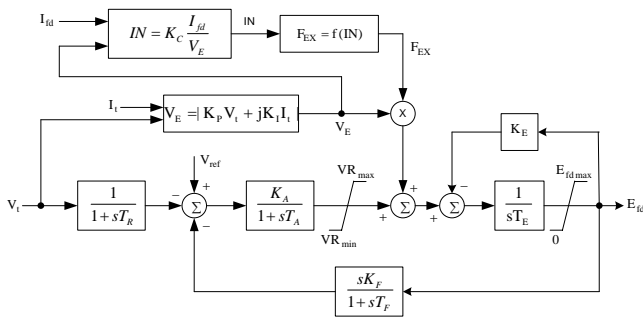 I_fd
IN = K_C I_fd / V_E
IN
F_EX = f (IN)
F_EX
I_t
V_E = | K_P V_t + jK_I I_t |
V_E
X
K_E
V_ref
VR_max
E_fd max
V_t
1 / 1 + sT_R
−
+
−
Σ
K_A / 1 + sT_A
VR_min
+
+
Σ
+
−
Σ
1 / sT_E
0
E_fd
sK_F / 1 + sT_F